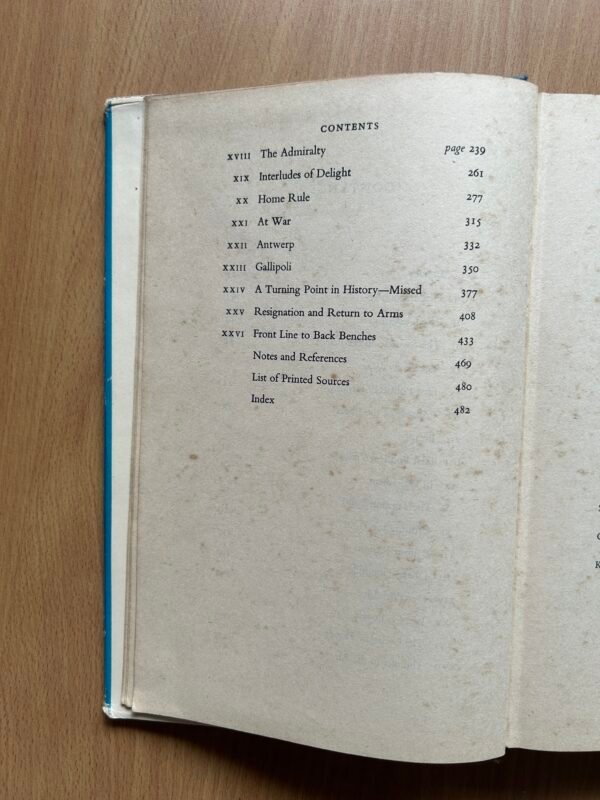 CONTENTS
XVIII The Admiralty page 239
XIX Interludes of Delight 261
XX Home Rule 277
XXI At War 315
XXII Antwerp 332
XXIII Gallipoli 350
XXIV A Turning Point in History—Missed 377
XXV Resignation and Return to Arms 408
XXVI Front Line to Back Benches 433
Notes and References 469
List of Printed Sources 480
Index 482